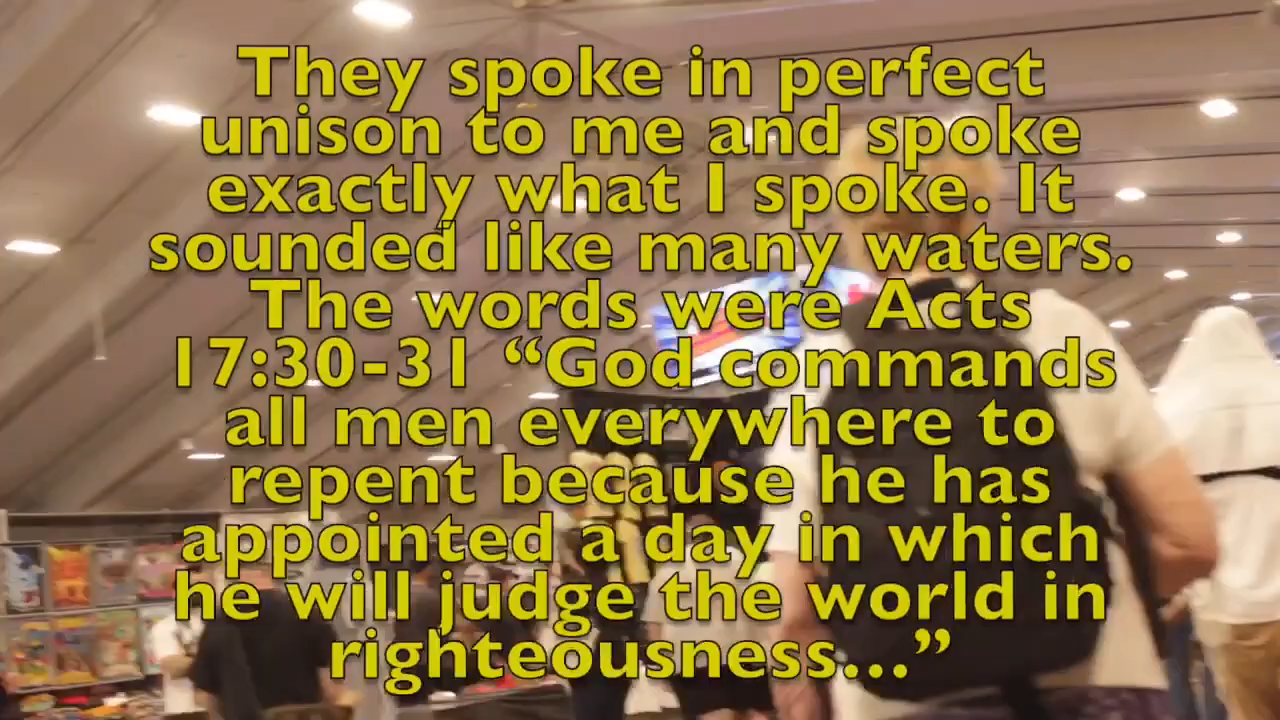 They spoke in perfect
unison to me and spoke
exactly what I spoke. It
sounded like many waters.
The words were Acts
17:30-31 “God commands
all men everywhere to
repent because he has
appointed a day in which
he will judge the world in
righteousness...”